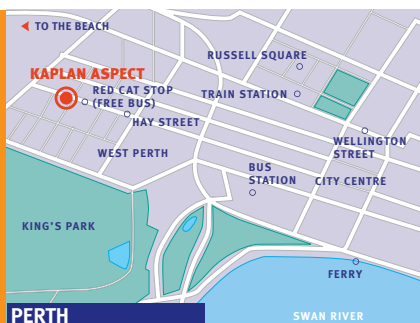 TO THE BEACH
RUSSELL SQUARE
KAPLAN ASPECT
RED CAT STOP
(FREE BUS)
TRAIN STATION
HAY STREET
WELLINGTON
STREET
WEST PERTH
BUS
STATION
CITY CENTRE
KING'S PARK
FERRY
PERTH
SWAN RIVER